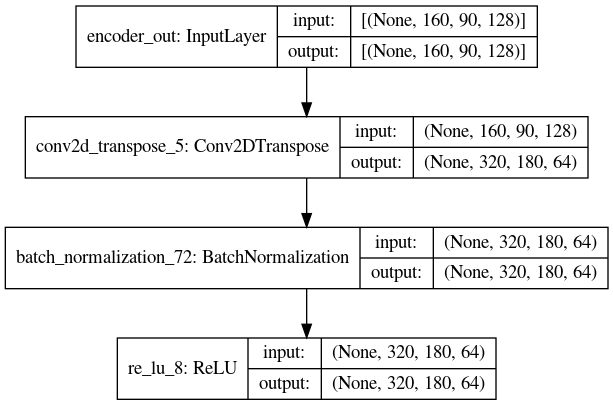 encoder_out: InputLayer
input: [(None, 160, 90, 128)]
output: [(None, 160, 90, 128)]
conv2d_transpose_5: Conv2DTranspose
input: (None, 160, 90, 128)
output: (None, 320, 180, 64)
batch_normalization_72: BatchNormalization
input: (None, 320, 180, 64)
output: (None, 320, 180, 64)
re_lu_8: ReLU
input: (None, 320, 180, 64)
output: (None, 320, 180, 64)